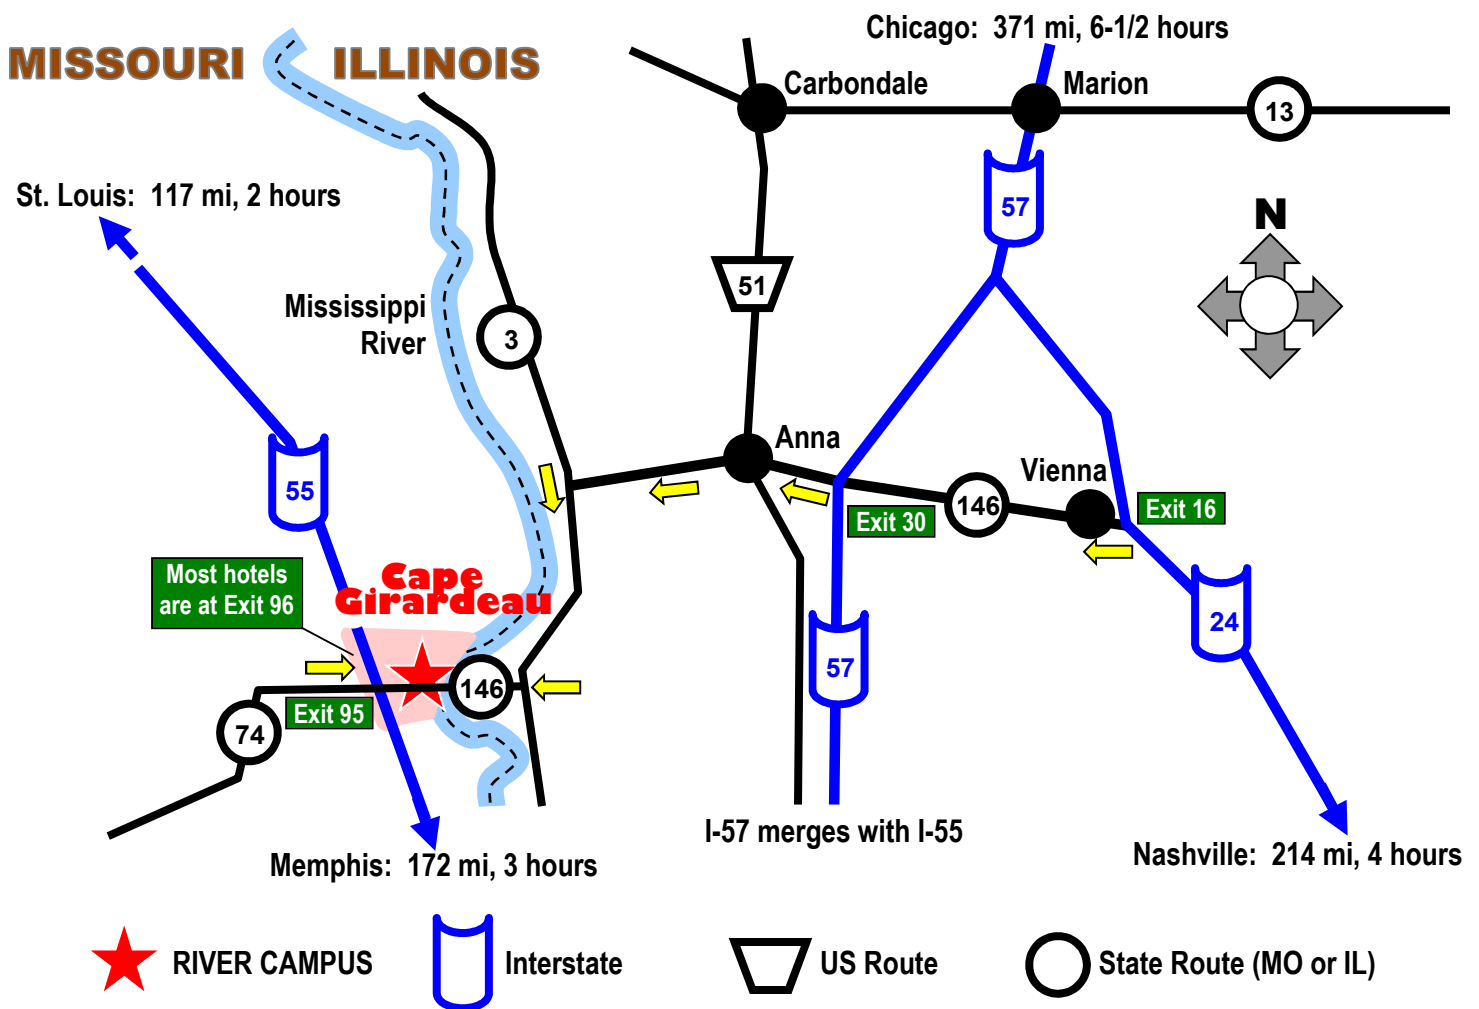 Chicago: 371 mi, 6-1/2 hours
MISSOURI
ILLINOIS
Carbondale
Marion
13
St. Louis: 117 mi, 2 hours
57
N
51
Mississippi
River
3
Anna
Vienna
55
146
Exit 16
Exit 30
Most hotels
are at Exit 96
Cape
Girardeau
24
57
146
Exit 95
74
I-57 merges with I-55
Memphis: 172 mi, 3 hours
Nashville: 214 mi, 4 hours
RIVER CAMPUS
Interstate
US Route
State Route (MO or IL)